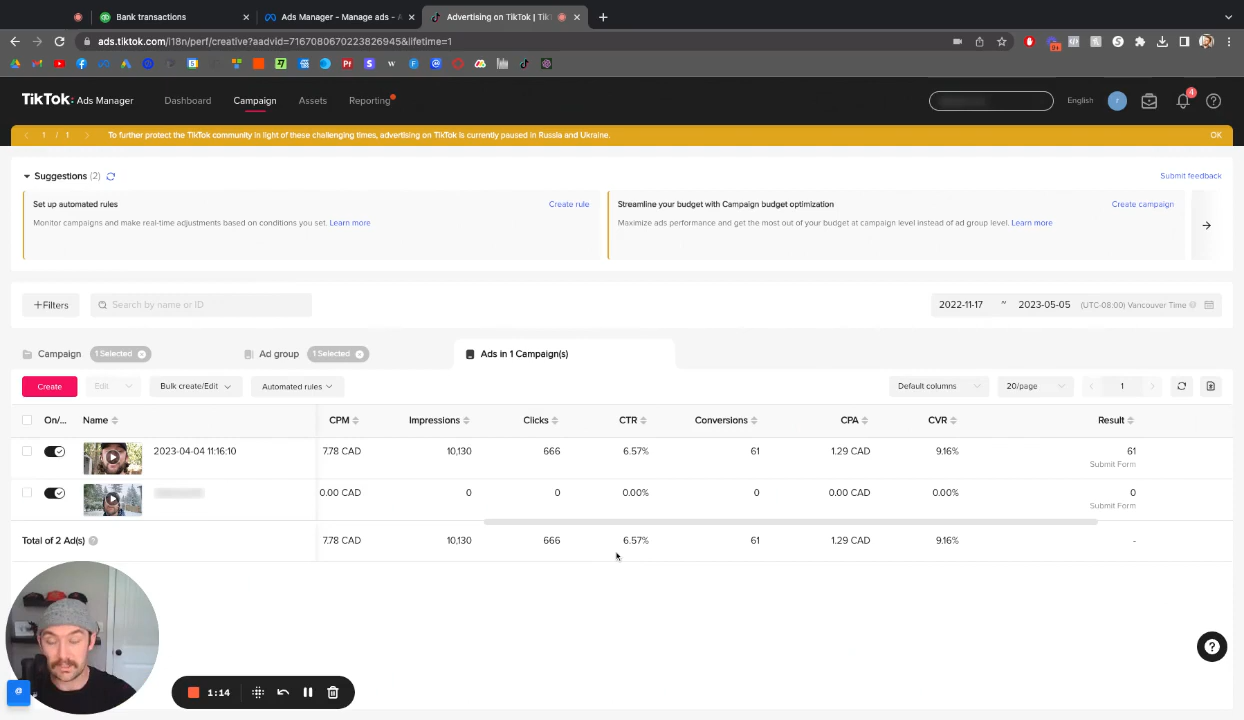 Bank transactions
Ads Manager - Manage ads - A
Advertising on TikTok | TikT
ads.tiktok.com/i18n/perf/creative?aadvid=7167080670223826945&lifetime=1
TikTok: Ads Manager
Dashboard
Campaign
Assets
Reporting
English
r
4
1 / 1
To further protect the TikTok community in light of these challenging times, advertising on TikTok is currently paused in Russia and Ukraine.
OK
Suggestions (2)
Submit feedback
Set up automated rules
Create rule
Monitor campaigns and make real-time adjustments based on conditions you set. Learn more
Streamline your budget with Campaign budget optimization
Create campaign
Maximize ads performance and get the most out of your budget at campaign level instead of ad group level. Learn more
+Filters
Search by name or ID
2022-11-17 ~ 2023-05-05 (UTC-08:00) Vancouver Time
Campaign 1 Selected
Ad group 1 Selected
Ads in 1 Campaign(s)
Create
Edit
Bulk create/Edit
Automated rules
Default columns
20/page
1
On/... Name CPM Impressions Clicks CTR Conversions CPA CVR Result
2023-04-04 11:16:10 7.78 CAD 10,130 666 6.57% 61 1.29 CAD 9.16% 61
Submit Form
0.00 CAD 0 0 0.00% 0 0.00 CAD 0.00% 0
Submit Form
Total of 2 Ad(s) 7.78 CAD 10,130 666 6.57% 61 1.29 CAD 9.16% -
1:14
@